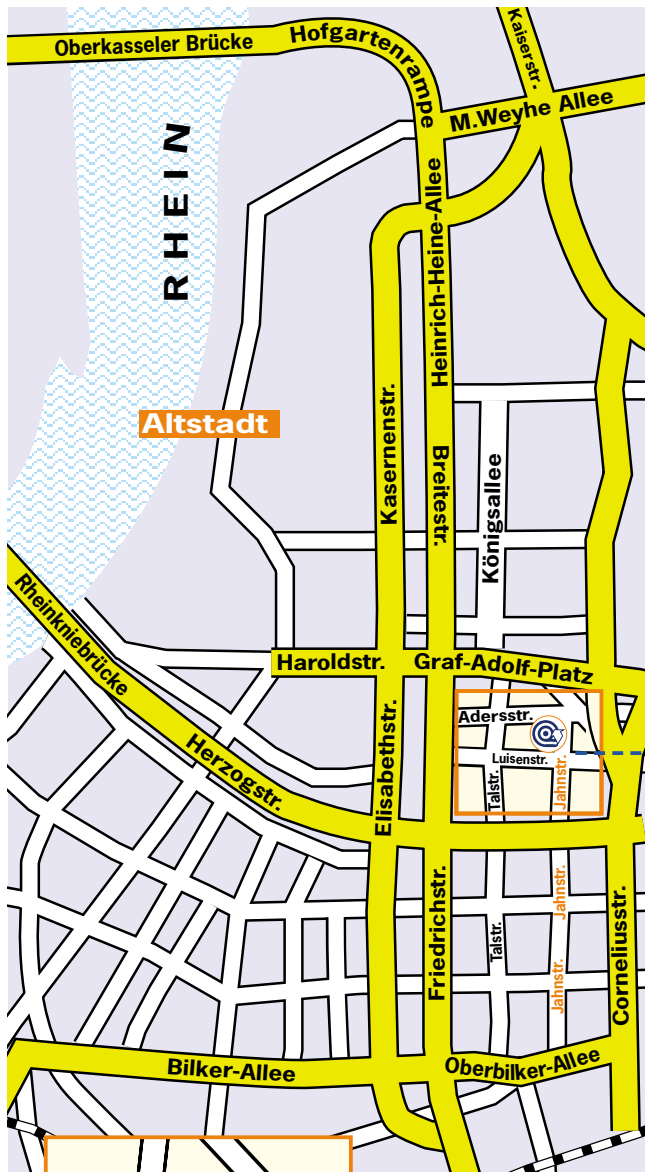 Oberkasseler Brücke
Hofgartenrampe
Kaiserstr.
M.Weyhe Allee
RHEIN
Heinrich-Heine-Allee
Altstadt
Kasernenstr.
Breitestr.
Königsallee
Rheinkniebrücke
Haroldstr.
Graf-Adolf-Platz
Adersstr.
Elisabethstr.
Herzogstr.
Luisenstr.
Talstr.
Jahnstr.
Friedrichstr.
Talstr.
Jahnstr.
Jahnstr.
Corneliusstr.
Bilker-Allee
Oberbilker-Allee